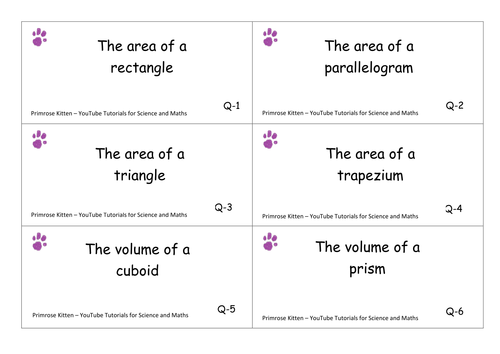 The area of a
rectangle
Q-1
Primrose Kitten – YouTube Tutorials for Science and Maths
The area of a
parallelogram
Q-2
Primrose Kitten – YouTube Tutorials for Science and Maths
The area of a
triangle
Q-3
Primrose Kitten – YouTube Tutorials for Science and Maths
The area of a
trapezium
Q-4
Primrose Kitten – YouTube Tutorials for Science and Maths
The volume of a
cuboid
Q-5
Primrose Kitten – YouTube Tutorials for Science and Maths
The volume of a
prism
Q-6
Primrose Kitten – YouTube Tutorials for Science and Maths